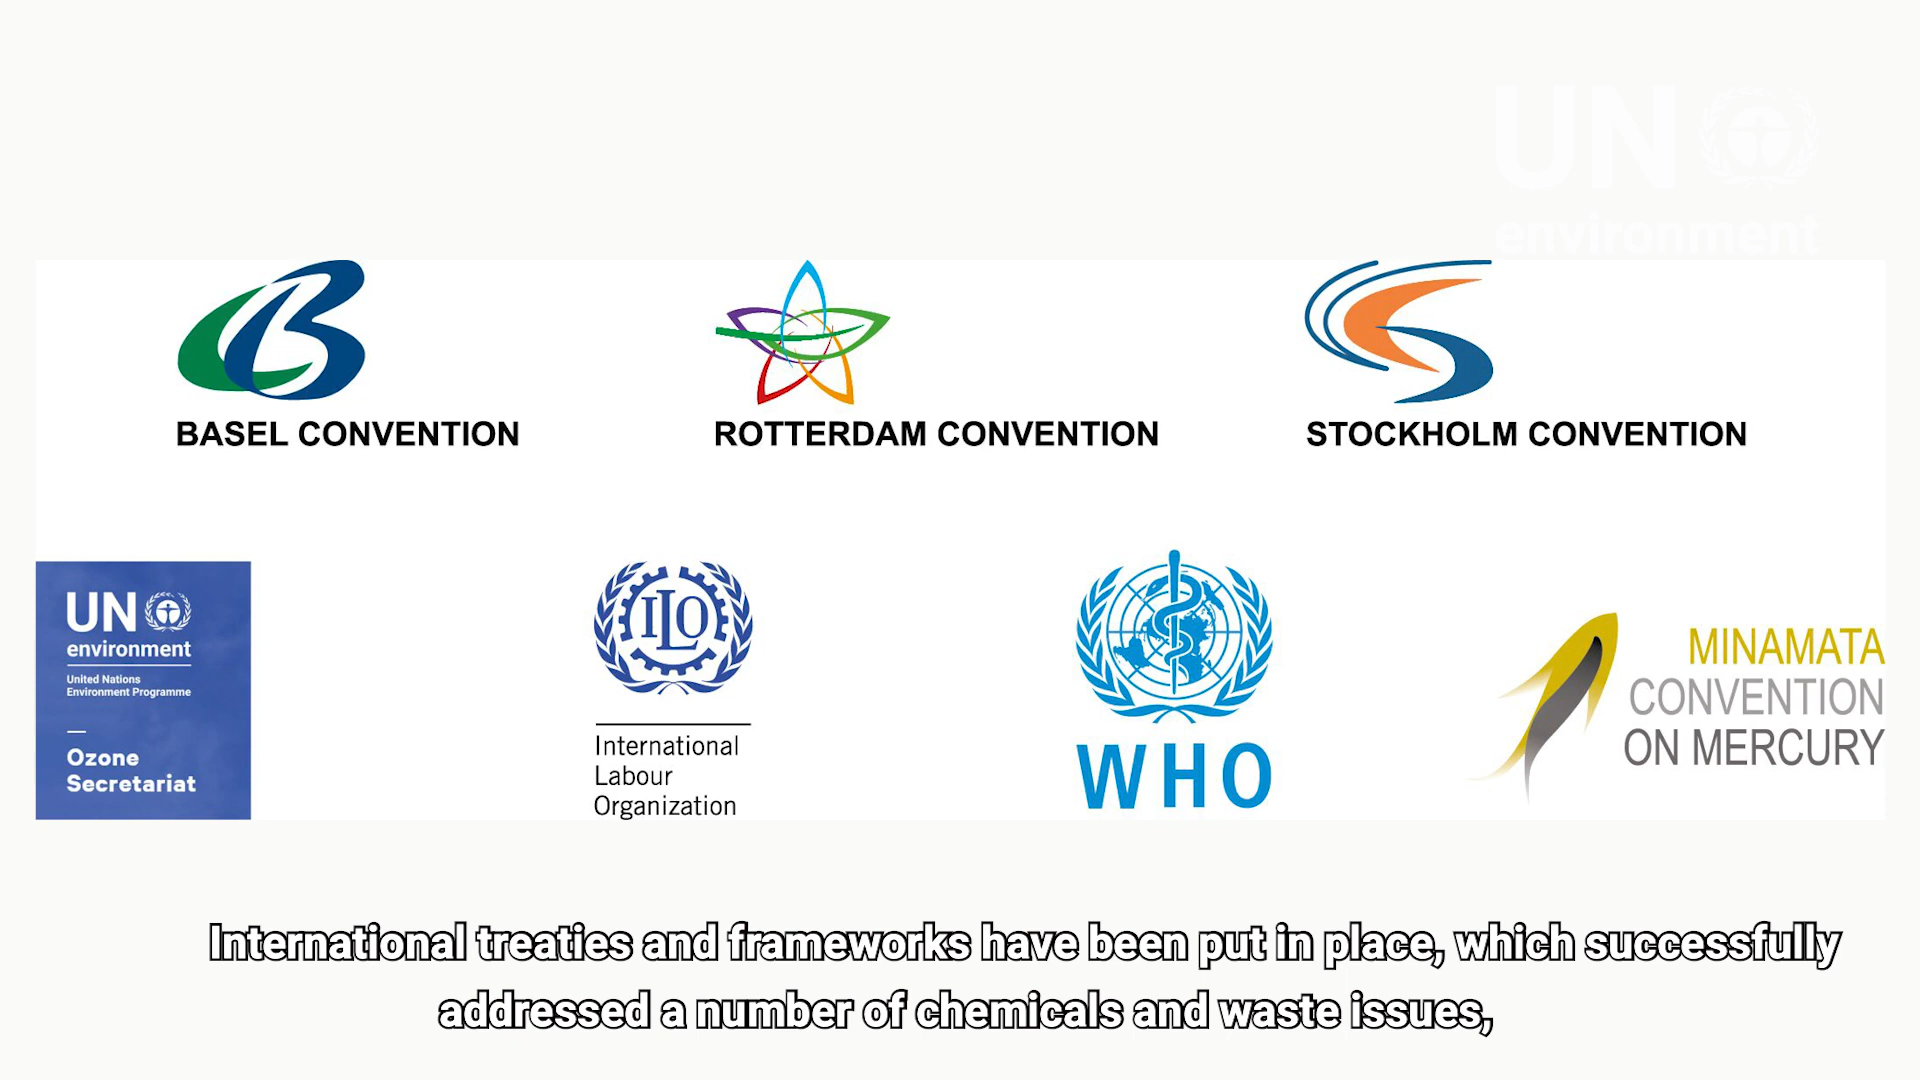 UN
environment
BASEL CONVENTION
ROTTERDAM CONVENTION
STOCKHOLM CONVENTION
UN
environment
United Nations
Environment Programme
Ozone
Secretariat
ILO
International
Labour
Organization
WHO
MINAMATA
CONVENTION
ON MERCURY
International treaties and frameworks have been put in place, which successfully
addressed a number of chemicals and waste issues,